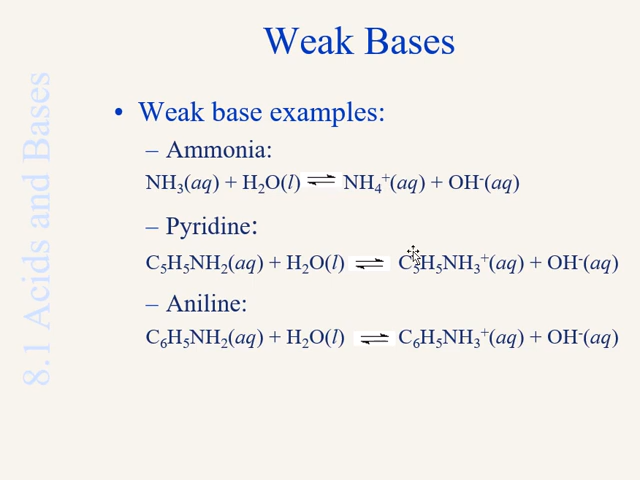 Weak Bases
8.1 Acids and Bases
• Weak base examples:
– Ammonia:
NH₃(aq) + H₂O(l) ⇌ NH₄⁺(aq) + OH⁻(aq)
– Pyridine:
C₅H₅NH₂(aq) + H₂O(l) ⇌ C₅H₅NH₃⁺(aq) + OH⁻(aq)
– Aniline:
C₆H₅NH₂(aq) + H₂O(l) ⇌ C₆H₅NH₃⁺(aq) + OH⁻(aq)